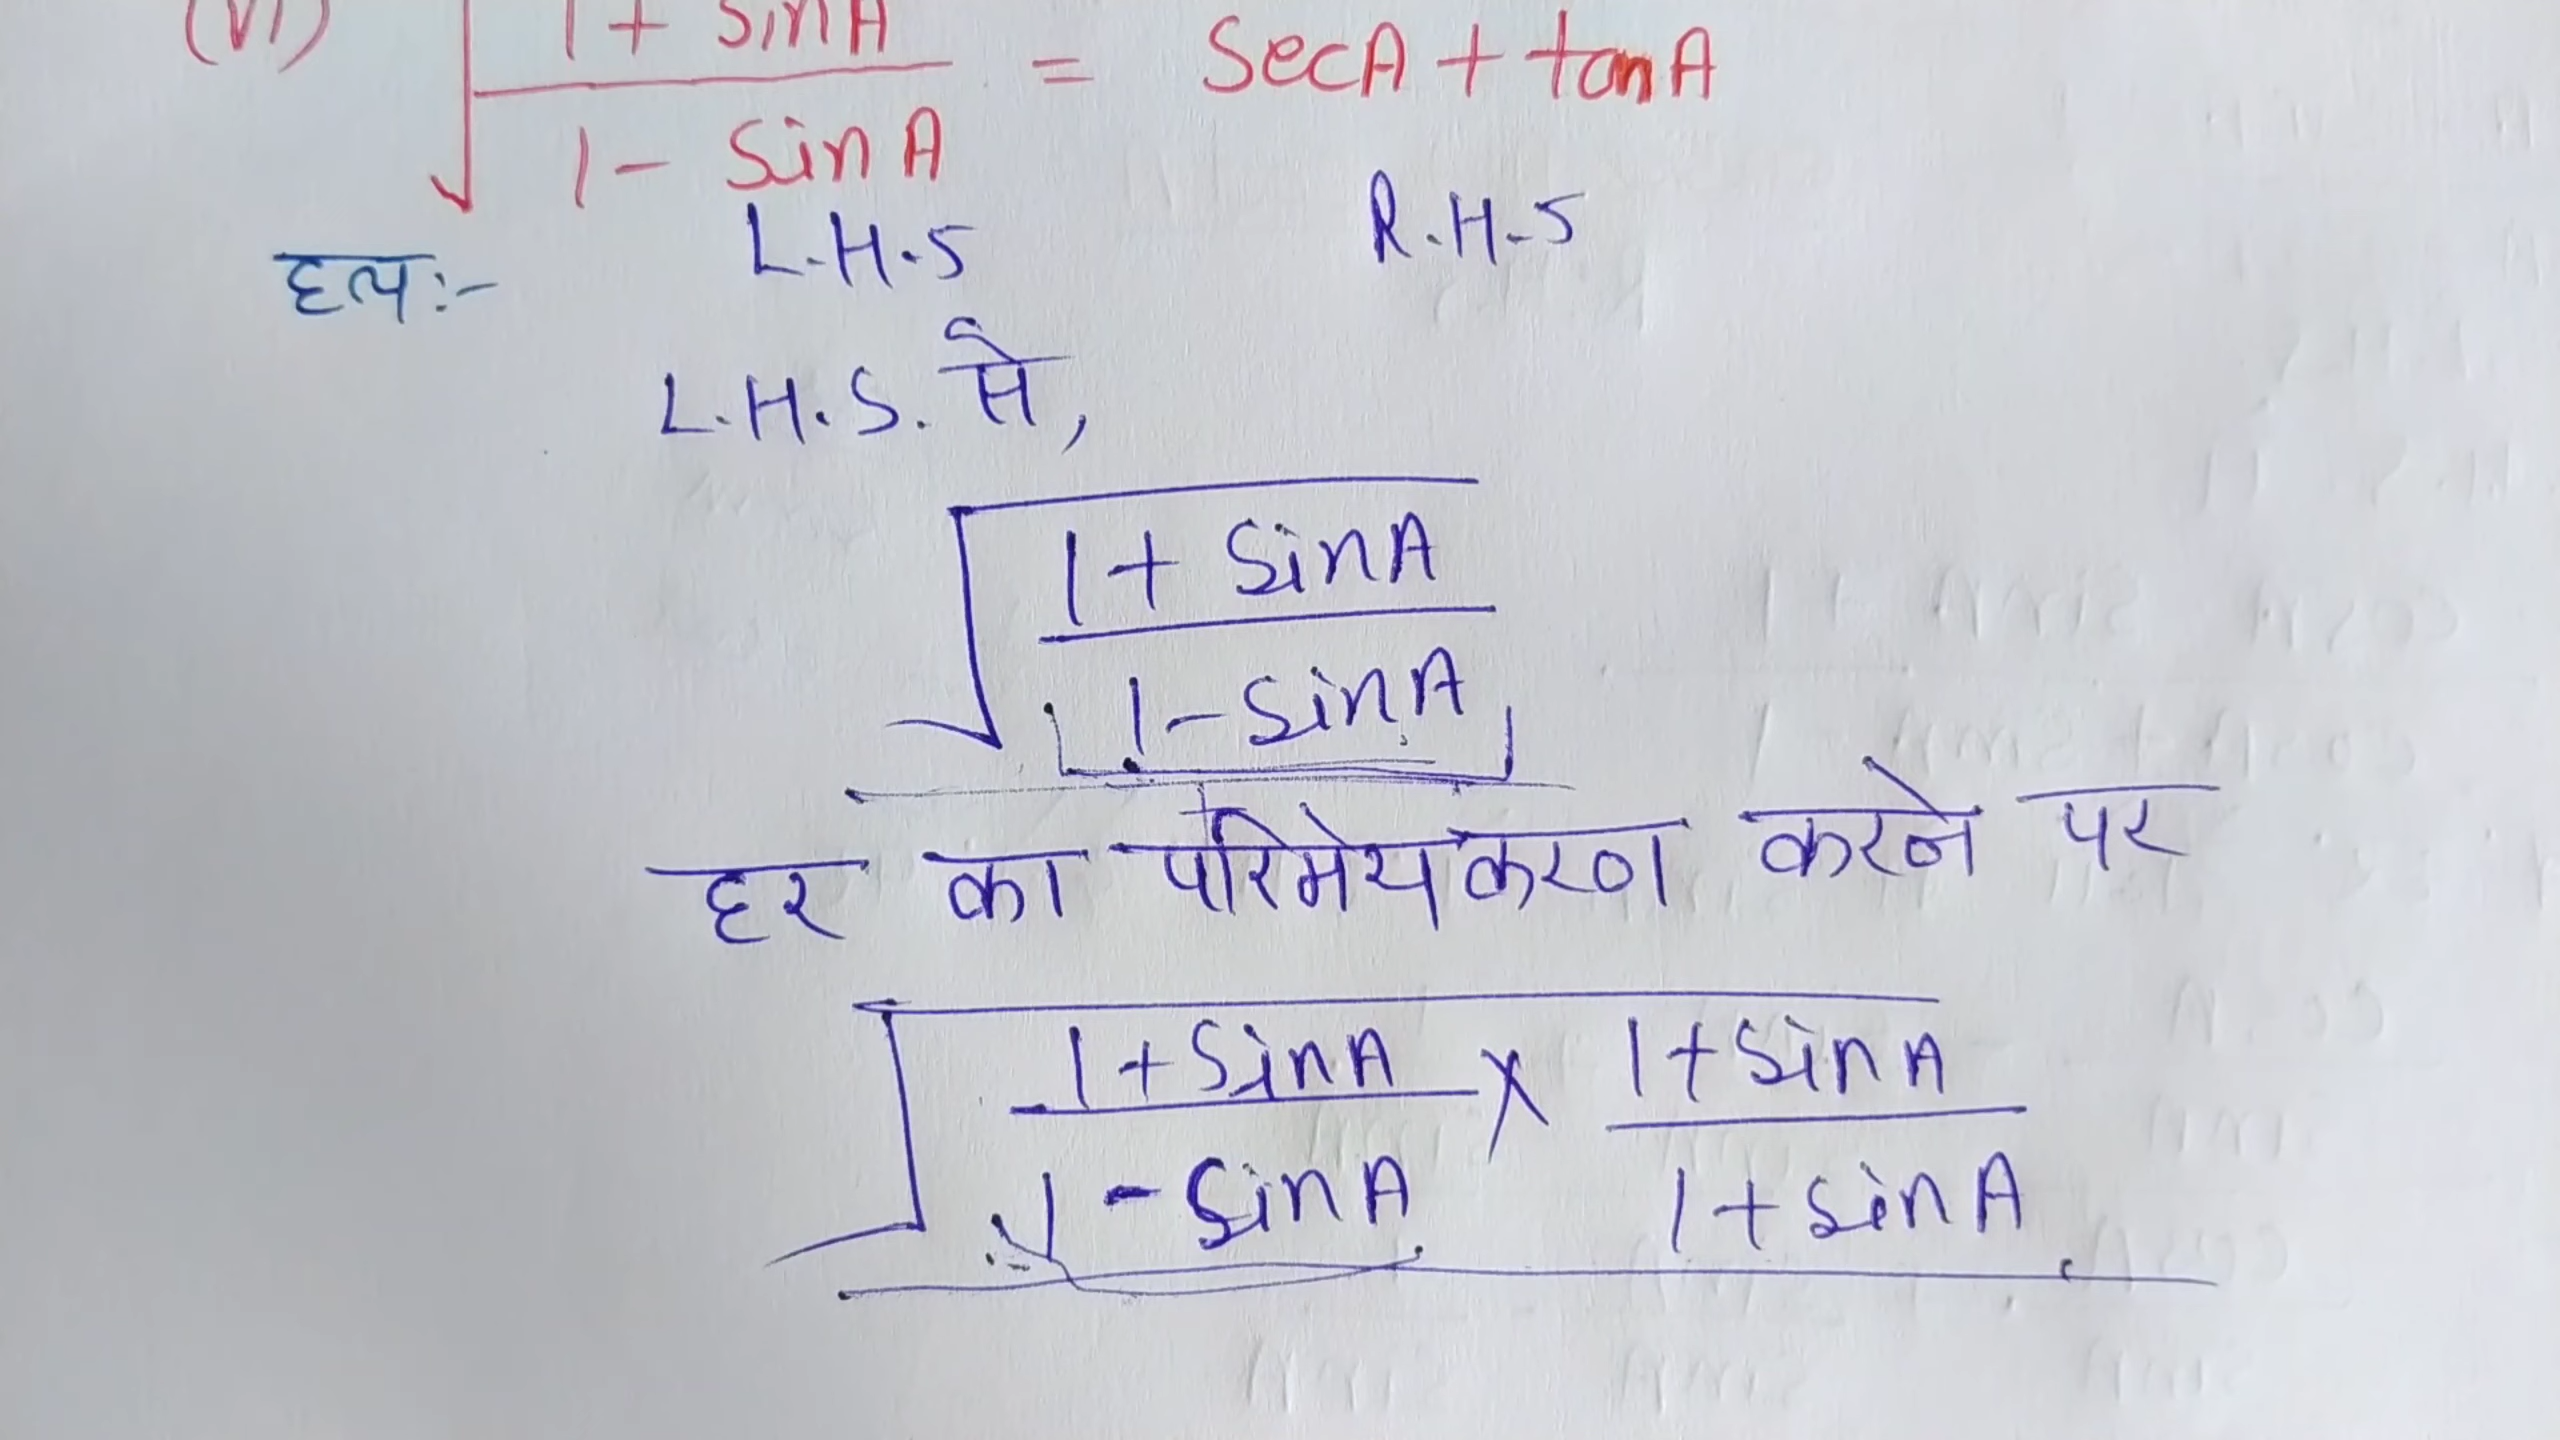 (vi) √(1 + sinA / 1 - sinA) = secA + tanA
L.H.S R.H.S
हल :-
L.H.S. से,
√(1 + sinA / 1 - sinA)
हर का परिमेयकरण करने पर
√(1 + sinA / 1 - sinA × 1 + sinA / 1 + sinA)